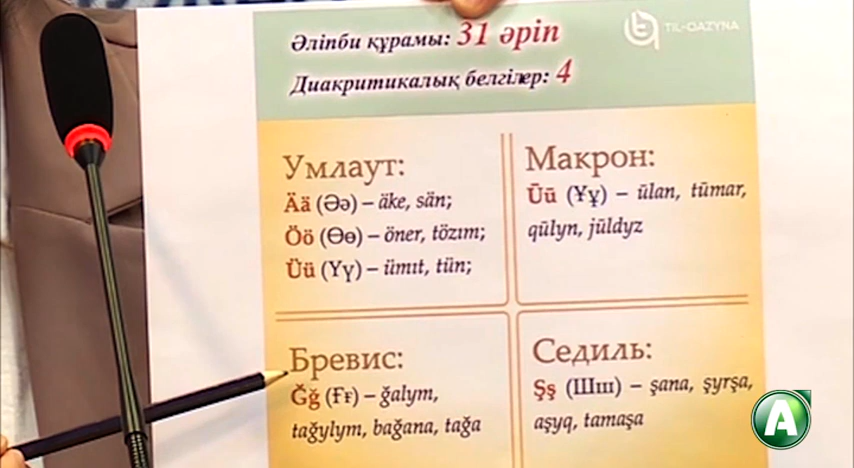 Әліпби құрамы: 31 әріп
TIL-QAZYNA
Диакритикалық белгілер: 4
Умлаут:
Ää (Әә) – äke, sän;
Öö (Өө) – öner, tözım;
Üü (Үү) – ümıt, tün;
Макрон:
Ūū (Ұұ) – ūlan, tūmar,
qūlyn, jūldyz
Бревис:
Ğğ (Ғғ) – ğalym,
tağylym, bağana, tağa
Седиль:
Şş (Шш) – şana, şyrşa,
aşyq, tamaşa
A